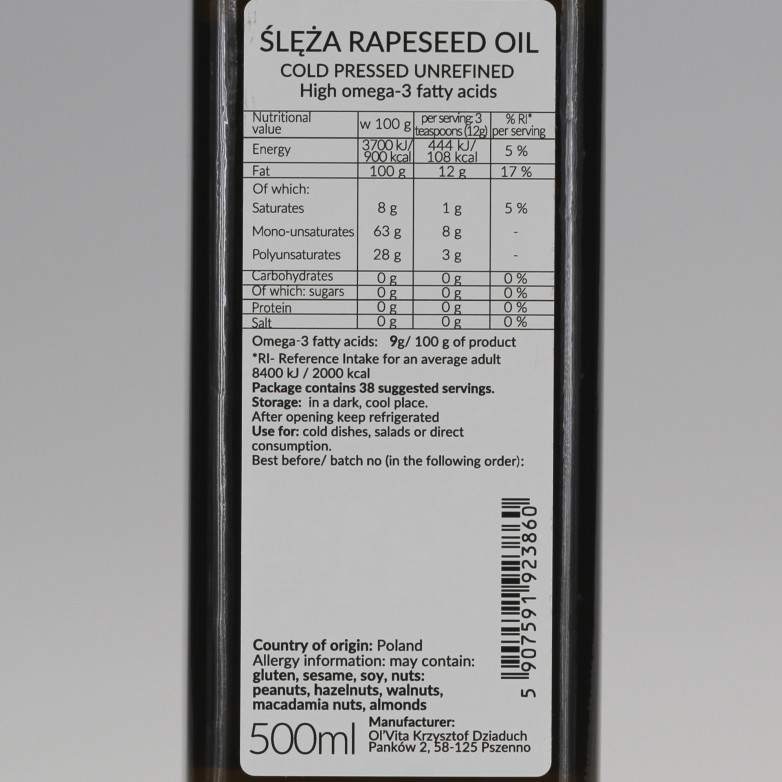 ŚLĘŻA RAPESEED OIL
COLD PRESSED UNREFINED
High omega-3 fatty acids
Nutritional value w 100 g per serving: 3 teaspoons (12g) % RI* per serving
Energy 3700 kJ/ 900 kcal 444 kJ/ 108 kcal 5 %
Fat 100 g 12 g 17 %
Of which:
Saturates 8 g 1 g 5 %
Mono-unsaturates 63 g 8 g -
Polyunsaturates 28 g 3 g -
Carbohydrates 0 g 0 g 0 %
Of which: sugars 0 g 0 g 0 %
Protein 0 g 0 g 0 %
Salt 0 g 0 g 0 %
Omega-3 fatty acids: 9g/ 100 g of product
*RI- Reference Intake for an average adult
8400 kJ / 2000 kcal
Package contains 38 suggested servings.
Storage: in a dark, cool place.
After opening keep refrigerated
Use for: cold dishes, salads or direct
consumption.
Best before/ batch no (in the following order):
5 907591 923860
Country of origin: Poland
Allergy information: may contain:
gluten, sesame, soy, nuts:
peanuts, hazelnuts, walnuts,
macadamia nuts, almonds
500ml
Manufacturer:
Ol'Vita Krzysztof Dziaduch
Panków 2, 58-125 Pszenno